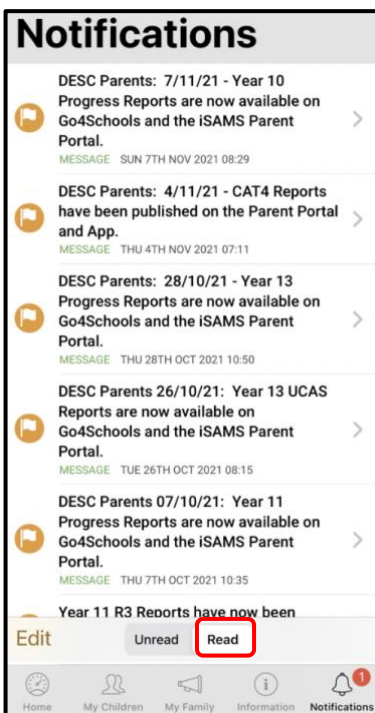 Notifications
DESC Parents: 7/11/21 - Year 10
Progress Reports are now available on
Go4Schools and the iSAMS Parent
Portal.
MESSAGE SUN 7TH NOV 2021 08:29
DESC Parents: 4/11/21 - CAT4 Reports
have been published on the Parent Portal
and App.
MESSAGE THU 4TH NOV 2021 07:11
DESC Parents: 28/10/21 - Year 13
Progress Reports are now available on
Go4Schools and the iSAMS Parent
Portal.
MESSAGE THU 28TH OCT 2021 10:50
DESC Parents 26/10/21: Year 13 UCAS
Reports are now available on
Go4Schools and the iSAMS Parent
Portal.
MESSAGE TUE 26TH OCT 2021 08:15
DESC Parents 07/10/21: Year 11
Progress Reports are now available on
Go4Schools and the iSAMS Parent
Portal.
MESSAGE THU 7TH OCT 2021 10:35
Year 11 R3 Reports have now been
Edit Unread Read
1
Home My Children My Family Information Notifications